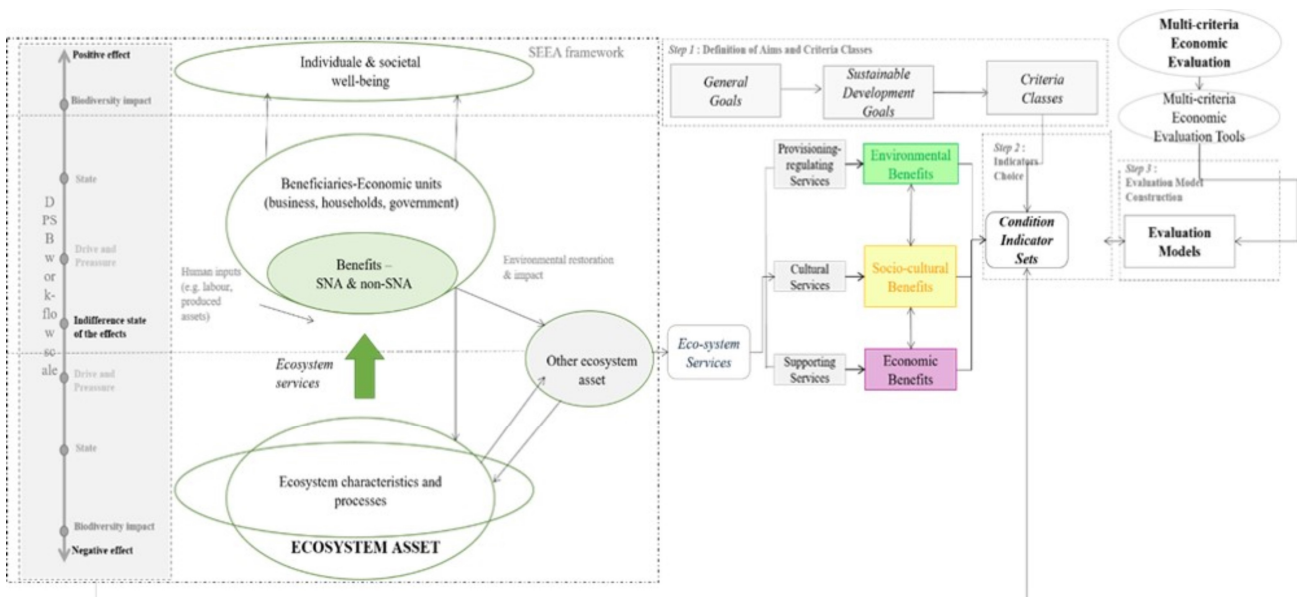 Positive effect
Biodiversity impact
State
Drive and
Preassure
Indifference state
of the effects
Drive and
Pressure
State
Biodiversity impact
Negative effect
D
PS
B
w
or
k-
flo
w
sc
ale
SEEA framework
Individuale & societal
well-being
Beneficiaries-Economic units
(business, households, government)
Benefits –
SNA & non-SNA
Human inputs
(e.g. labour,
produced
assets)
Environmental restoration
& impact
Ecosystem
services
Other ecosystem
asset
Ecosystem characteristics and
processes
ECOSYSTEM ASSET
Eco-system
Services
Step 1 : Definition of Aims and Criteria Classes
General
Goals
Sustainable
Development
Goals
Criteria
Classes
Provisioning-
regulating Services
Cultural
Services
Supporting
Services
Environmental
Benefits
Socio-cultural
Benefits
Economic
Benefits
Step 2 :
Indicators
Choice
Condition
Indicator
Sets
Multi-criteria
Economic
Evaluation
Multi-criteria
Economic
Evaluation Tools
Step 3 :
Evaluation Model
Construction
Evaluation
Models